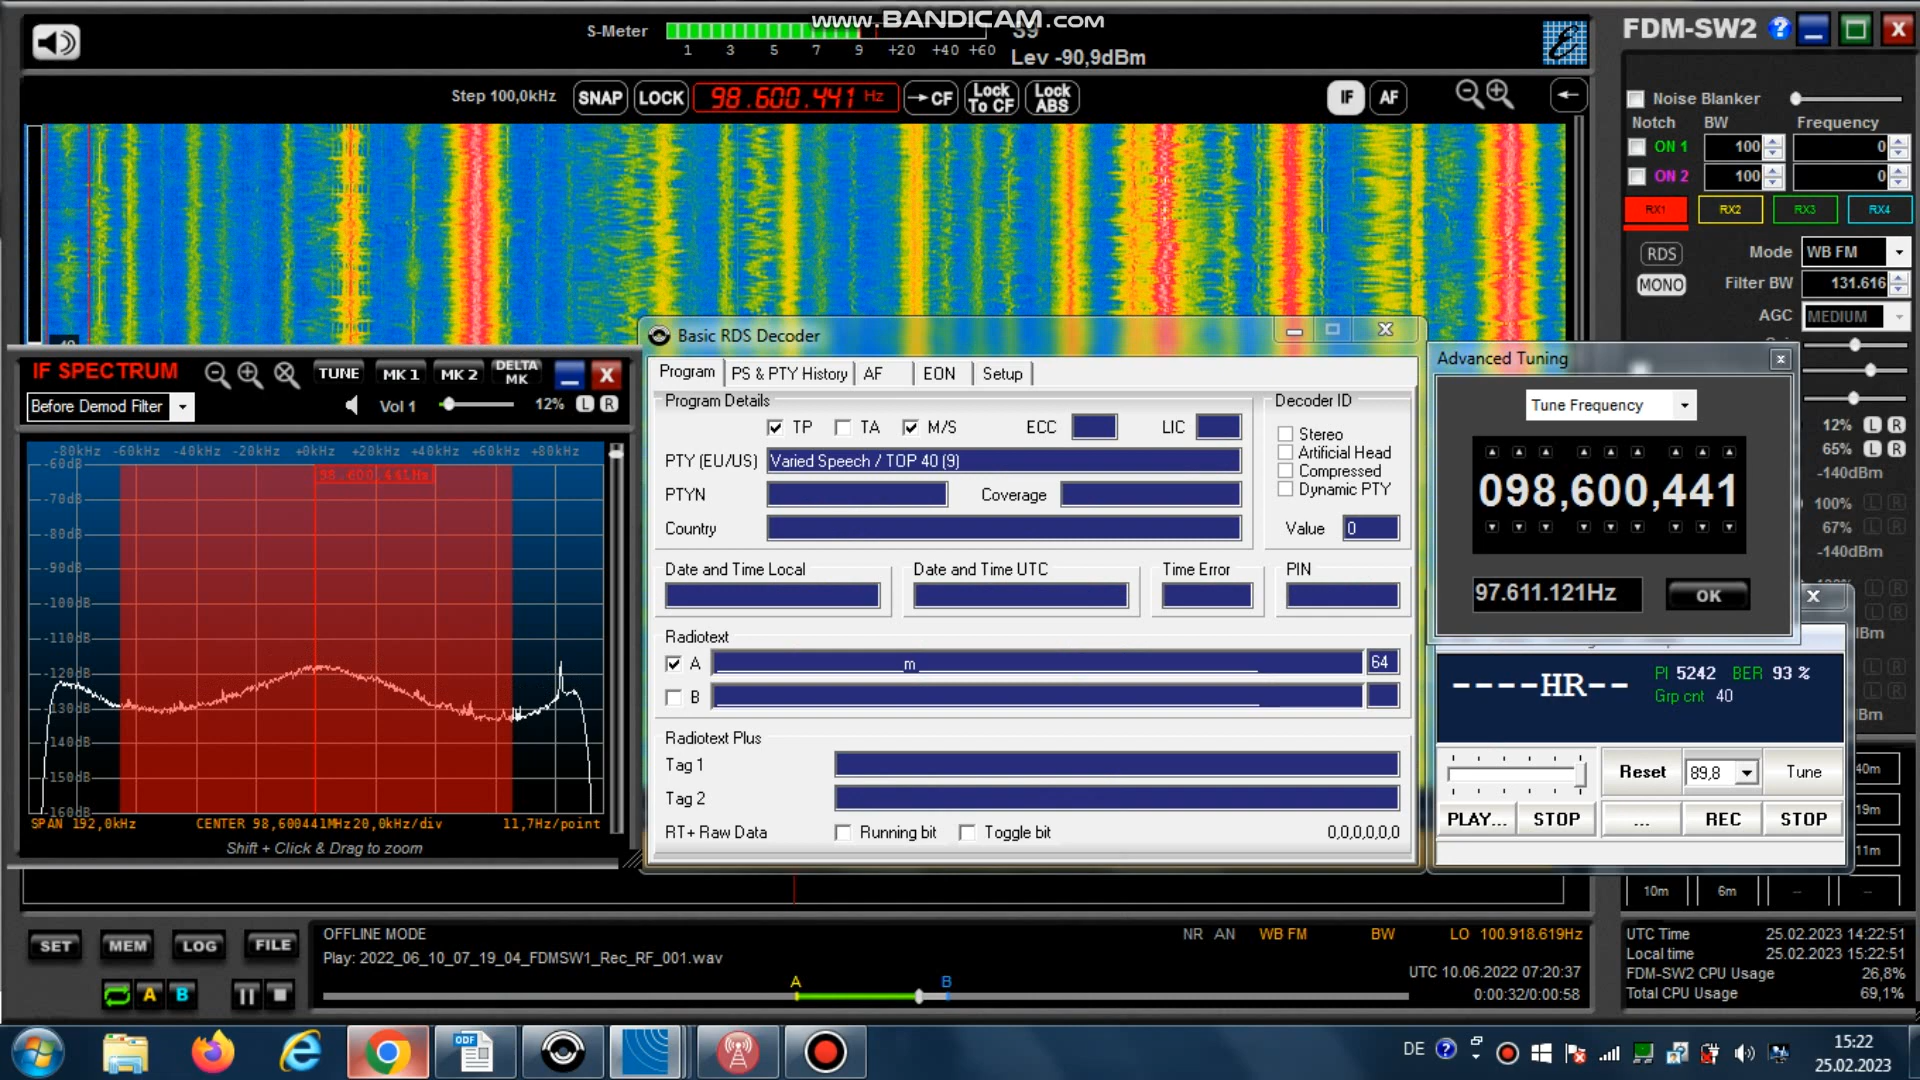 www.BANDICAM.com
S-Meter
1 3 5 7 9 +20 +40 +60
S9
Lev -90,9dBm
FDM-SW2
Step 100,0kHz
SNAP
LOCK
98.600.441 Hz
→CF
Lock To CF
Lock ABS
IF
AF
Noise Blanker
Notch BW Frequency
ON 1 100 0
ON 2 100 0
RX1 RX2 RX3 RX4
RDS
Mode WB FM
MONO
Filter BW 131.616
AGC MEDIUM
IF SPECTRUM
TUNE
MK 1
MK 2
DELTA MK
Before Demod Filter
Vol 1
12% L R
-80kHz -60kHz -40kHz -20kHz +0kHz +20kHz +40kHz +60kHz +80kHz
98.600.441Hz
-60dB
-70dB
-80dB
-90dB
-100dB
-110dB
-120dB
-130dB
-140dB
-150dB
-160dB
SPAN 192,0kHz
CENTER 98,600441MHz
20,0kHz/div
11,7Hz/point
Shift + Click & Drag to zoom
Basic RDS Decoder
Program
PS & PTY History
AF
EON
Setup
Program Details
TP TA M/S ECC LIC
PTY (EU/US) Varied Speech / TOP 40 (9)
PTYN
Coverage
Country
Decoder ID
Stereo
Artificial Head
Compressed
Dynamic PTY
Value 0
Date and Time Local
Date and Time UTC
Time Error
PIN
Radiotext
A m 64
B
Radiotext Plus
Tag 1
Tag 2
RT+ Raw Data
Running bit
Toggle bit
0,0,0,0,0,0
Advanced Tuning
Tune Frequency
098,600,441
97.611.121Hz
OK
12% L R
65% L R
-140dBm
100% L R
67% L R
-140dBm
----HR--
PI 5242 BER 93 %
Grp cnt 40
Reset
89,8
Tune
PLAY...
STOP
...
REC
STOP
40m
19m
11m
10m 6m -- --
SET
MEM
LOG
FILE
A
B
OFFLINE MODE
NR AN WB FM BW LO 100.918.619Hz
Play: 2022_06_10_07_19_04_FDMSW1_Rec_RF_001.wav
A B
UTC 10.06.2022 07:20:37
0:00:32/0:00:58
UTC Time 25.02.2023 14:22:51
Local time 25.02.2023 15:22:51
FDM-SW2 CPU Usage 26,8%
Total CPU Usage 69,1%
ODF
DE
15:22
25.02.2023